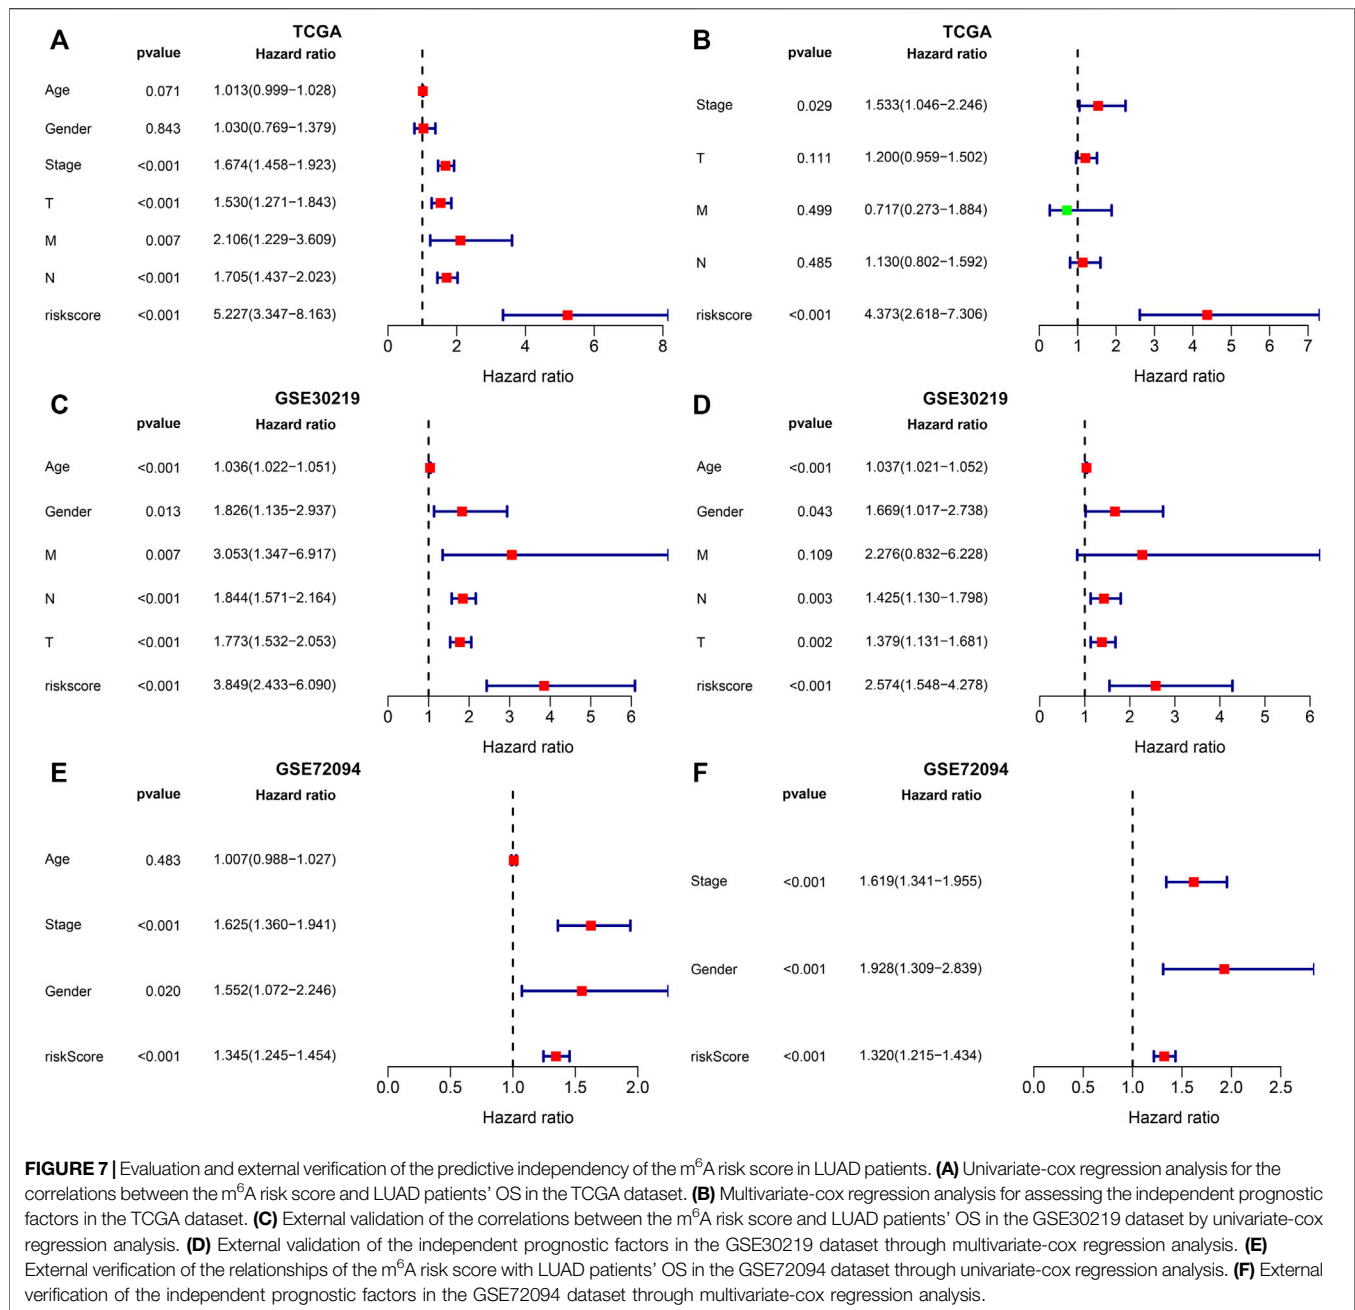 A
TCGA
pvalue Hazard ratio
Age 0.071 1.013(0.999−1.028)
Gender 0.843 1.030(0.769−1.379)
Stage <0.001 1.674(1.458−1.923)
T <0.001 1.530(1.271−1.843)
M 0.007 2.106(1.229−3.609)
N <0.001 1.705(1.437−2.023)
riskscore <0.001 5.227(3.347−8.163)
0 2 4 6 8
Hazard ratio
B
TCGA
pvalue Hazard ratio
Stage 0.029 1.533(1.046−2.246)
T 0.111 1.200(0.959−1.502)
M 0.499 0.717(0.273−1.884)
N 0.485 1.130(0.802−1.592)
riskscore <0.001 4.373(2.618−7.306)
0 1 2 3 4 5 6 7
Hazard ratio
C
GSE30219
pvalue Hazard ratio
Age <0.001 1.036(1.022−1.051)
Gender 0.013 1.826(1.135−2.937)
M 0.007 3.053(1.347−6.917)
N <0.001 1.844(1.571−2.164)
T <0.001 1.773(1.532−2.053)
riskscore <0.001 3.849(2.433−6.090)
0 1 2 3 4 5 6
Hazard ratio
D
GSE30219
pvalue Hazard ratio
Age <0.001 1.037(1.021−1.052)
Gender 0.043 1.669(1.017−2.738)
M 0.109 2.276(0.832−6.228)
N 0.003 1.425(1.130−1.798)
T 0.002 1.379(1.131−1.681)
riskscore <0.001 2.574(1.548−4.278)
0 1 2 3 4 5 6
Hazard ratio
E
GSE72094
pvalue Hazard ratio
Age 0.483 1.007(0.988−1.027)
Stage <0.001 1.625(1.360−1.941)
Gender 0.020 1.552(1.072−2.246)
riskScore <0.001 1.345(1.245−1.454)
0.0 0.5 1.0 1.5 2.0
Hazard ratio
F
GSE72094
pvalue Hazard ratio
Stage <0.001 1.619(1.341−1.955)
Gender <0.001 1.928(1.309−2.839)
riskScore <0.001 1.320(1.215−1.434)
0.0 0.5 1.0 1.5 2.0 2.5
Hazard ratio
FIGURE 7 | Evaluation and external verification of the predictive independency of the m⁶A risk score in LUAD patients. (A) Univariate-cox regression analysis for the
correlations between the m⁶A risk score and LUAD patients’ OS in the TCGA dataset. (B) Multivariate-cox regression analysis for assessing the independent prognostic
factors in the TCGA dataset. (C) External validation of the correlations between the m⁶A risk score and LUAD patients’ OS in the GSE30219 dataset by univariate-cox
regression analysis. (D) External validation of the independent prognostic factors in the GSE30219 dataset through multivariate-cox regression analysis. (E)
External verification of the relationships of the m⁶A risk score with LUAD patients’ OS in the GSE72094 dataset through univariate-cox regression analysis. (F) External
verification of the independent prognostic factors in the GSE72094 dataset through multivariate-cox regression analysis.